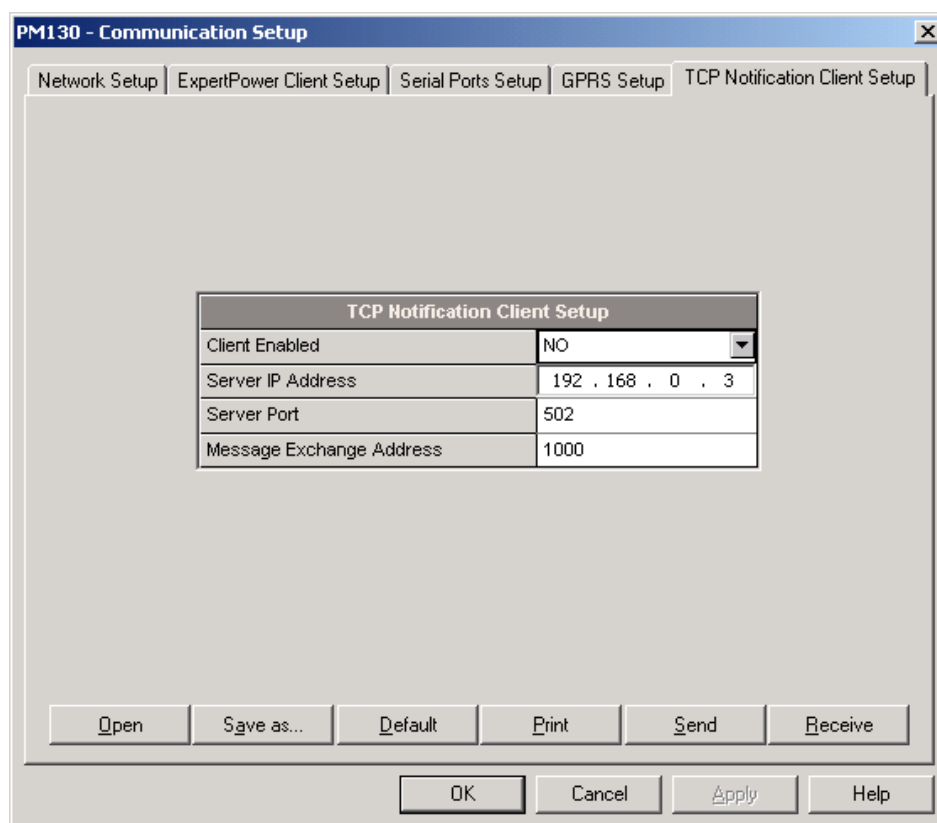 PM130 - Communication Setup
Network Setup ExpertPower Client Setup Serial Ports Setup GPRS Setup TCP Notification Client Setup
TCP Notification Client Setup
Client Enabled NO
Server IP Address 192 . 168 . 0 . 3
Server Port 502
Message Exchange Address 1000
Open Save as... Default Print Send Receive
OK Cancel Apply Help